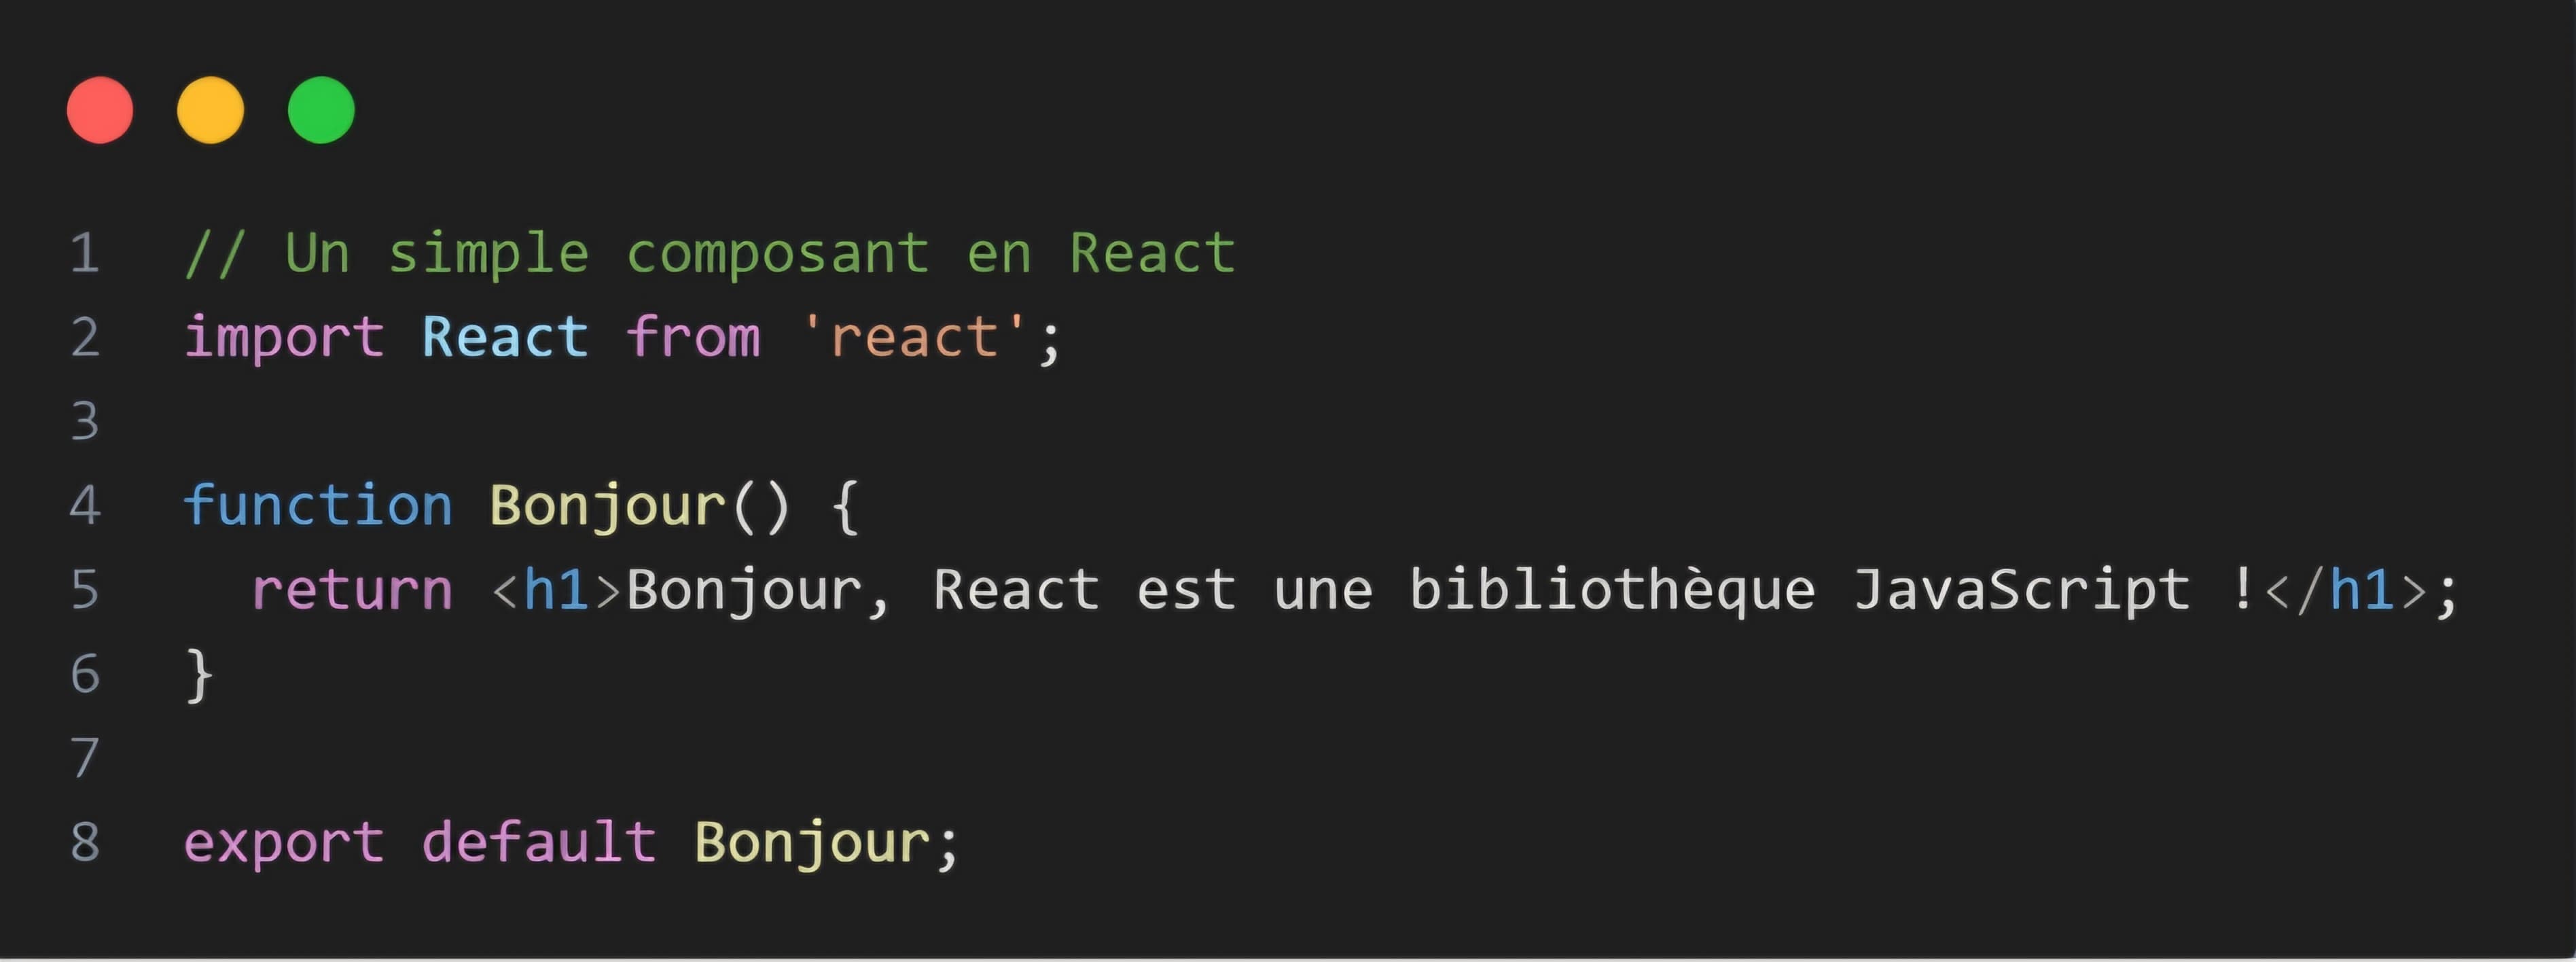 1 // Un simple composant en React
2 import React from 'react';
3
4 function Bonjour() {
5   return <h1>Bonjour, React est une bibliothèque JavaScript !</h1>;
6 }
7
8 export default Bonjour;